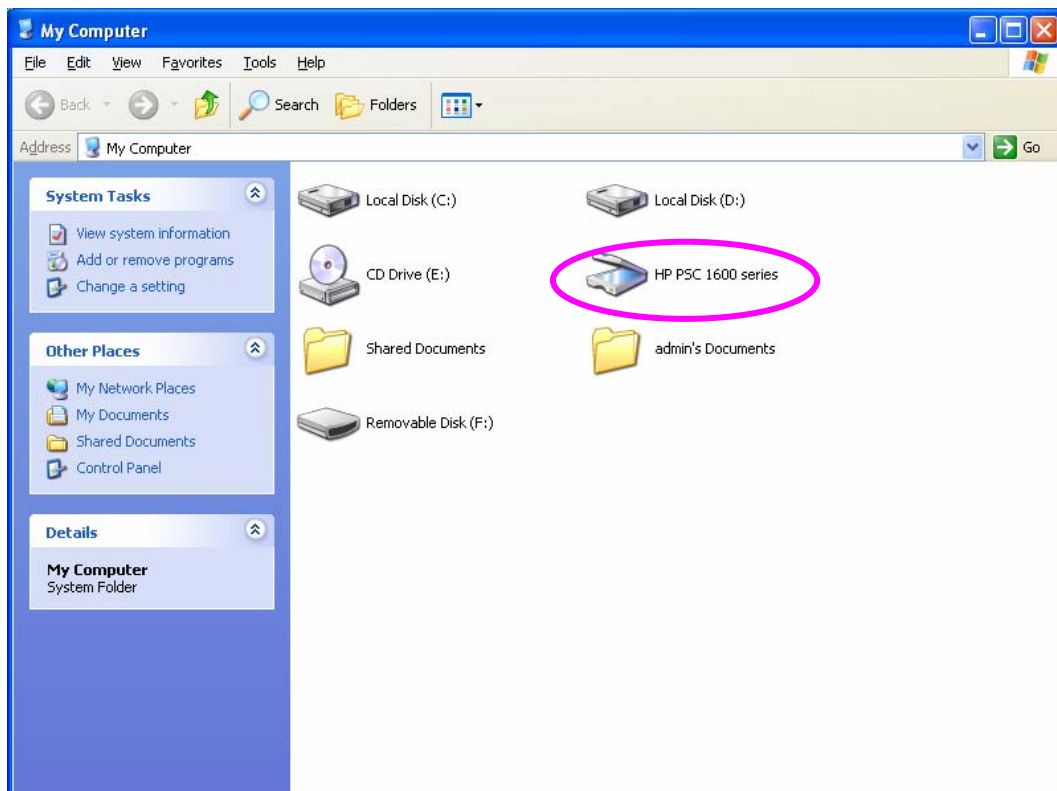 My Computer
File Edit View Favorites Tools Help
Back Search Folders
Address My Computer Go
System Tasks
View system information
Add or remove programs
Change a setting
Other Places
My Network Places
My Documents
Shared Documents
Control Panel
Details
My Computer
System Folder
Local Disk (C:) Local Disk (D:)
CD Drive (E:) HP PSC 1600 series
Shared Documents admin's Documents
Removable Disk (F:)